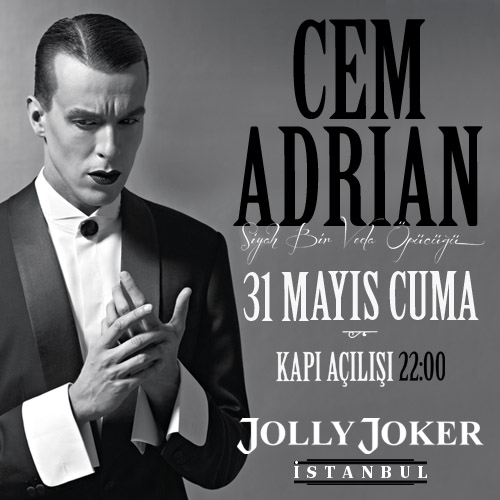 CEM
ADRIAN
Siyah Bir Veda Öpücüğü
31 MAYIS CUMA
KAPI AÇILIŞI 22:00
JOLLY JOKER
İSTANBUL